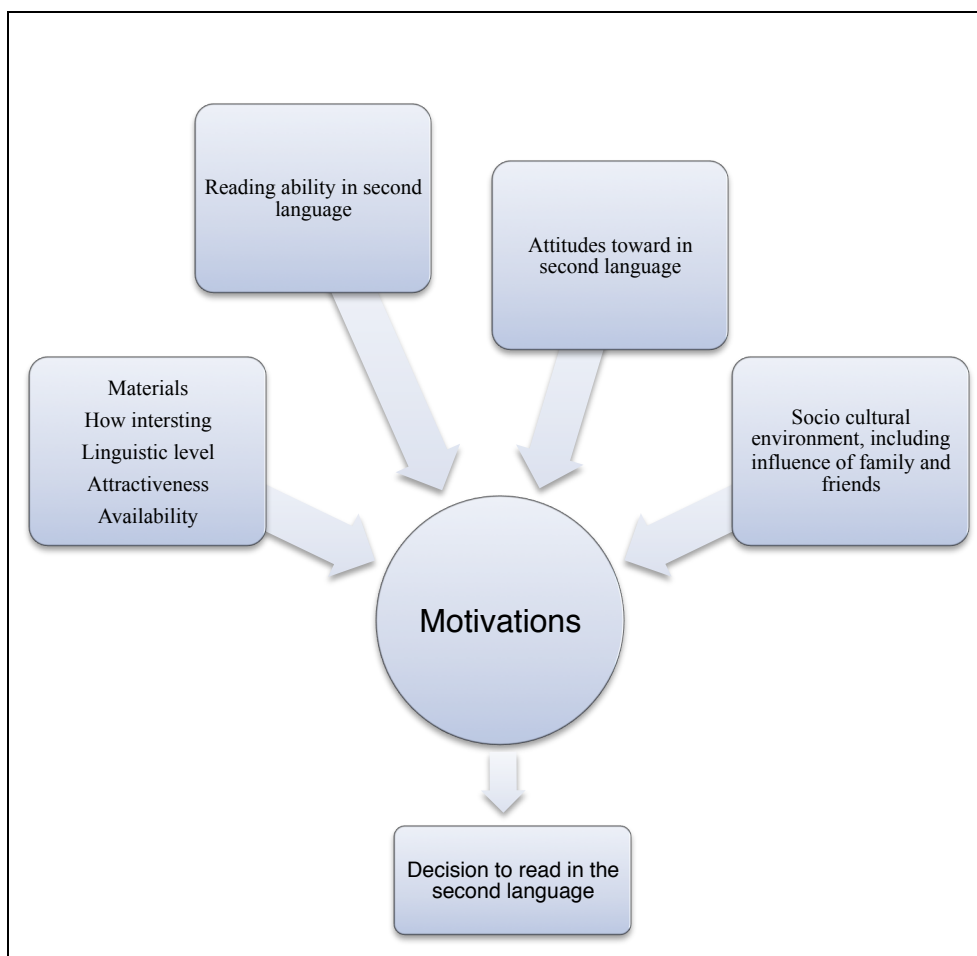 Reading ability in second
language
Attitudes toward in
second language
Materials
How intersting
Linguistic level
Attractiveness
Availability
Socio cultural
environment, including
influence of family and
friends
Motivations
Decision to read in the
second language